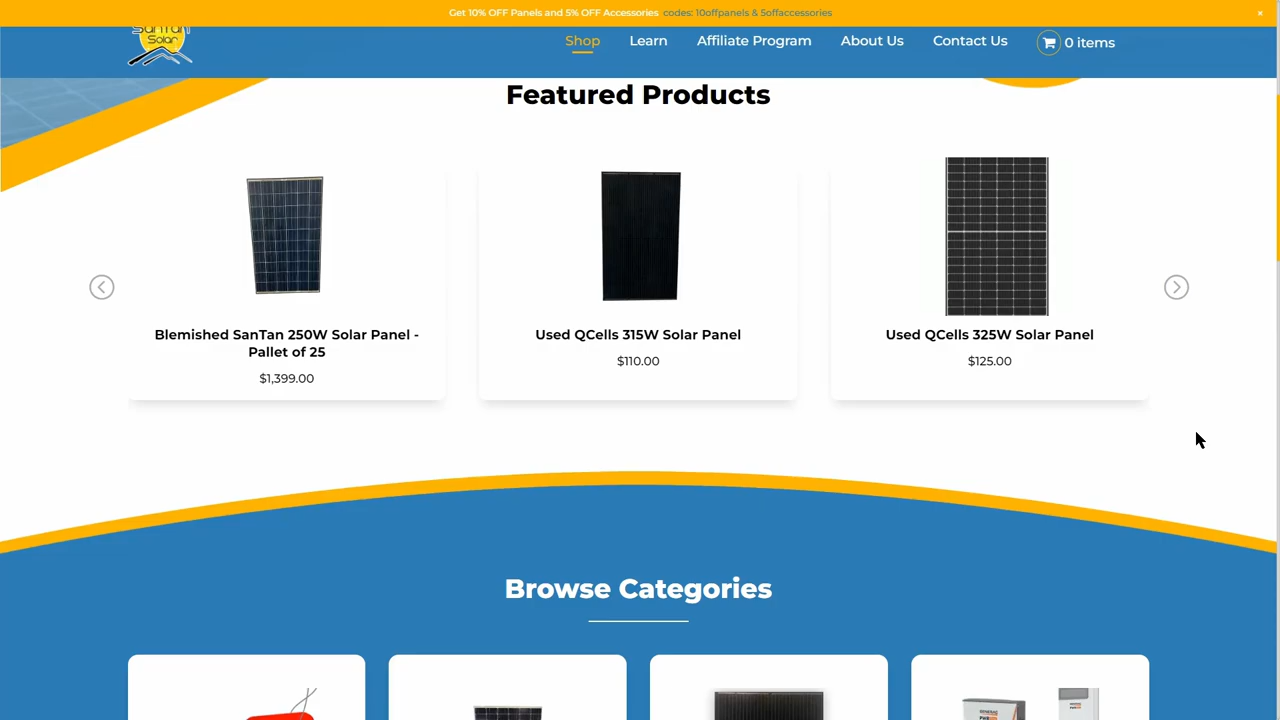 Get 10% OFF Panels and 5% OFF Accessories codes: 10offpanels & 5offaccessories ×
SanTan
Solar
Shop Learn Affiliate Program About Us Contact Us 0 items
Featured Products
Blemished SanTan 250W Solar Panel -
Pallet of 25
$1,399.00
Used QCells 315W Solar Panel
$110.00
Used QCells 325W Solar Panel
$125.00
Browse Categories